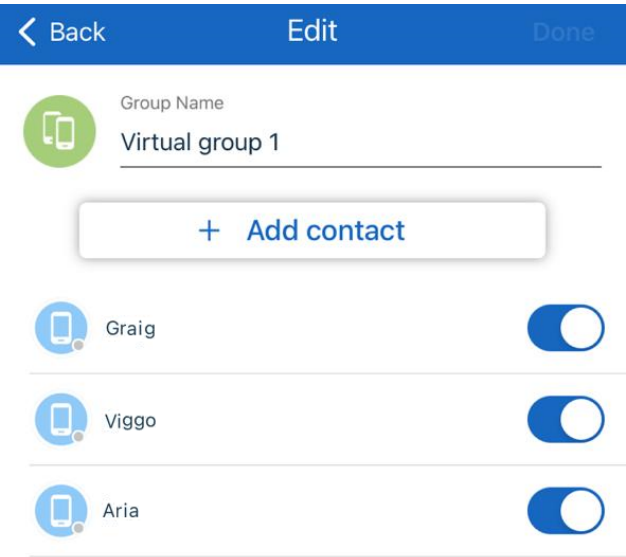 Back
Edit
Done
Group Name
Virtual group 1
+ Add contact
Graig
Viggo
Aria